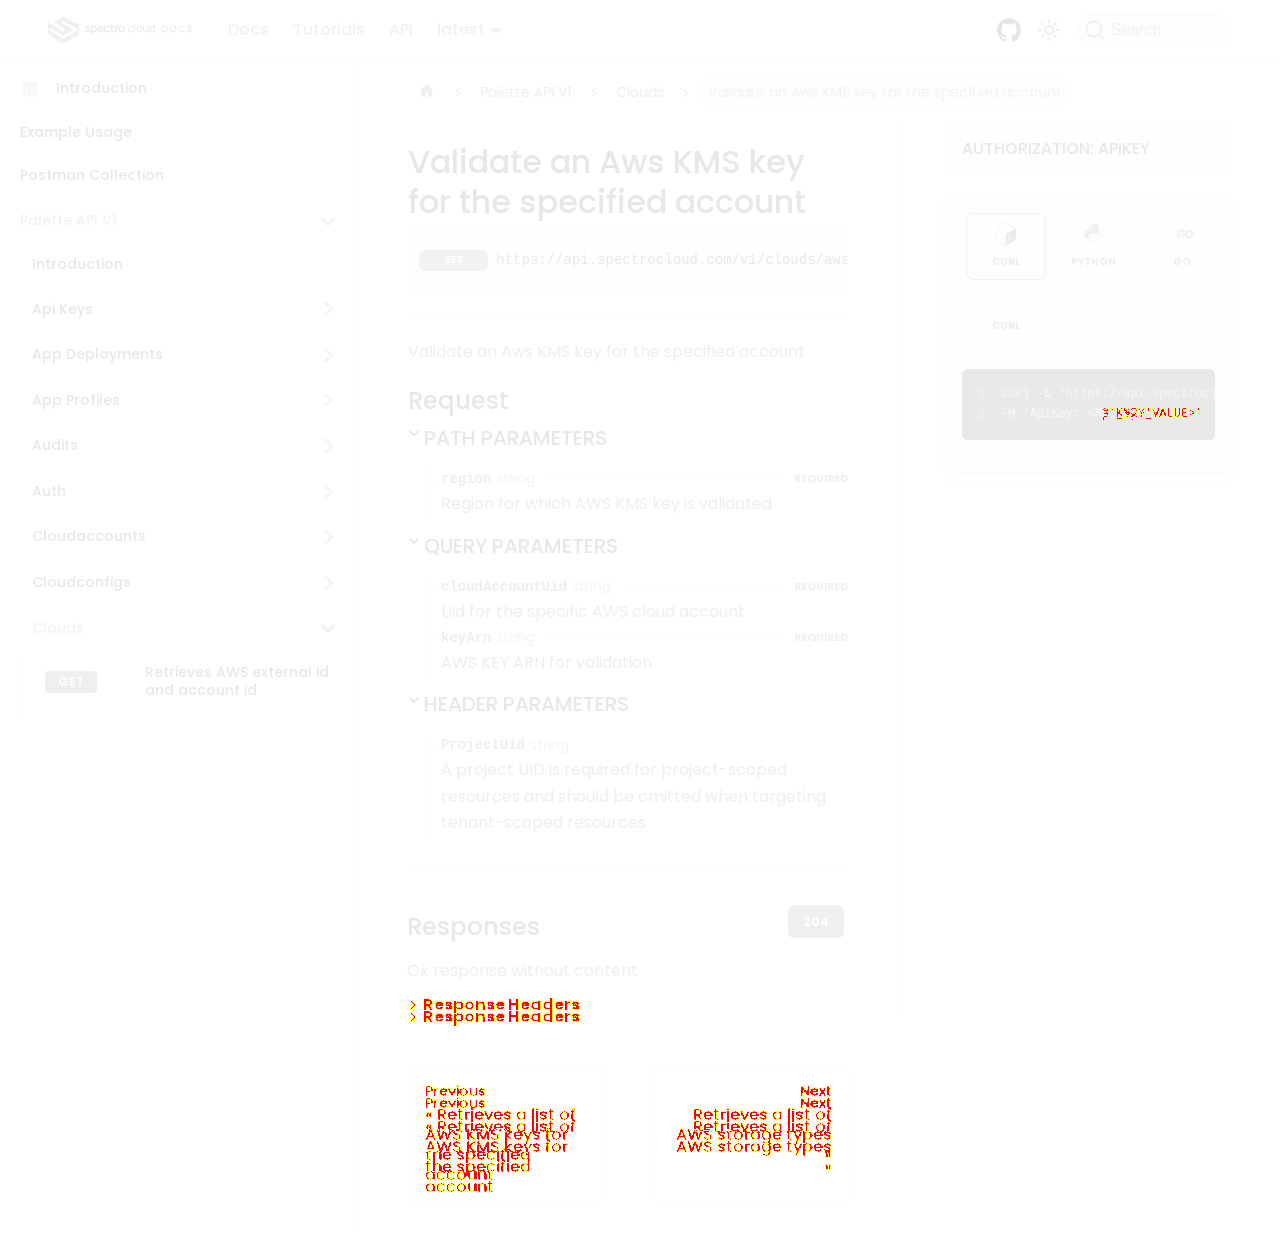 spectro cloud DOCS
Docs Tutorials API latest
Search
Introduction
Example Usage
Postman Collection
Palette API V1
Introduction
Api Keys
App Deployments
App Profiles
Audits
Auth
Cloudaccounts
Cloudconfigs
Clouds
GET Retrieves AWS external id
and account id
Palette API V1 Clouds Validate an Aws KMS key for the specified account
Validate an Aws KMS key
for the specified account
GET https://api.spectrocloud.com/v1/clouds/aws
Validate an Aws KMS key for the specified account
Request
PATH PARAMETERS
region string REQUIRED
Region for which AWS KMS key is validated
QUERY PARAMETERS
cloudAccountUid string REQUIRED
Uid for the specific AWS cloud account
keyArn string REQUIRED
AWS KEY ARN for validation
HEADER PARAMETERS
ProjectUid string
A project UID is required for project-scoped
resources and should be omitted when targeting
tenant-scoped resources
Responses
204
Ok response without content
Response Headers
Response Headers
Previous
Previous
« Retrieves a list of
« Retrieves a list of
AWS KMS keys for
AWS KMS keys for
the specified
the specified
account
account
Next
Next
Retrieves a list of
Retrieves a list of
AWS storage types
AWS storage types
»
»
AUTHORIZATION: APIKEY
CURL PYTHON GO
CURL
1 curl -L 'https://api.spectrocl
2 -H 'ApiKey: VALUE>'